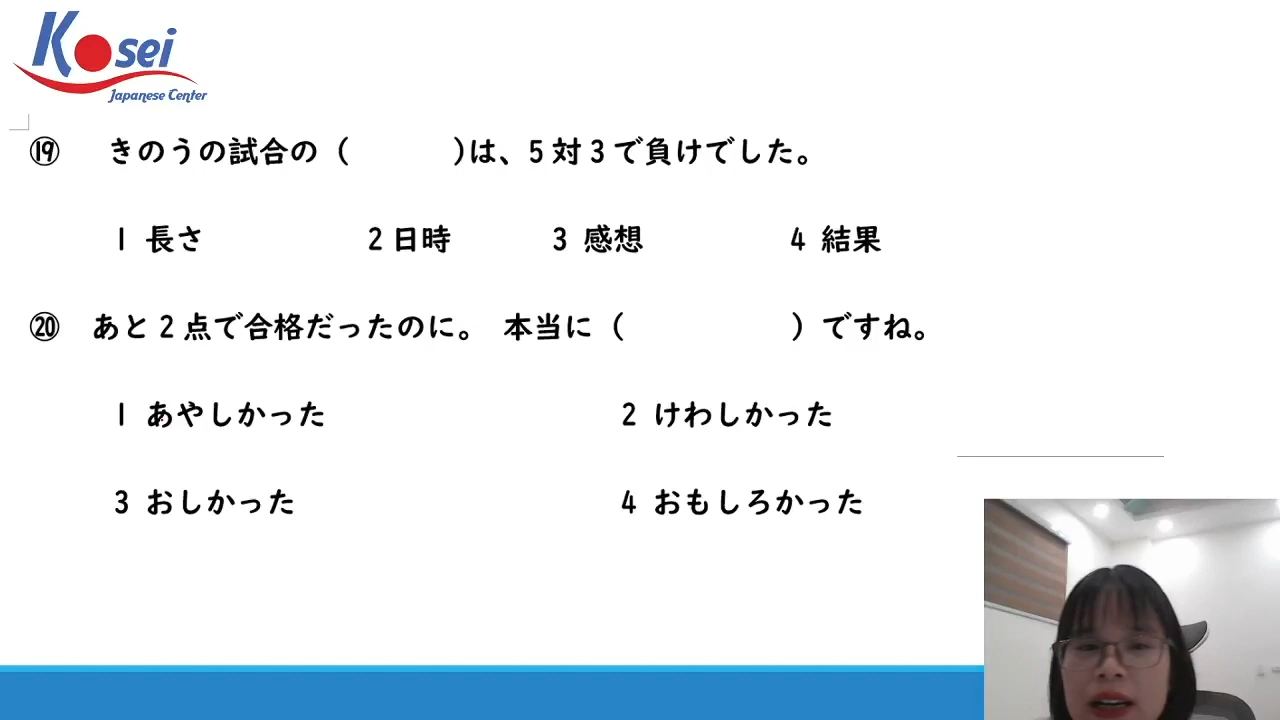 Kosei
Japanese Center
⑲ きのうの試合の（　　　）は、5対3で負けでした。
1 長さ　2 日時　3 感想　4 結果
⑳ あと2点で合格だったのに。 本当に（　　　）ですね。
1 あやしかった　2 けわしかった
3 おしかった　4 おもしろかった